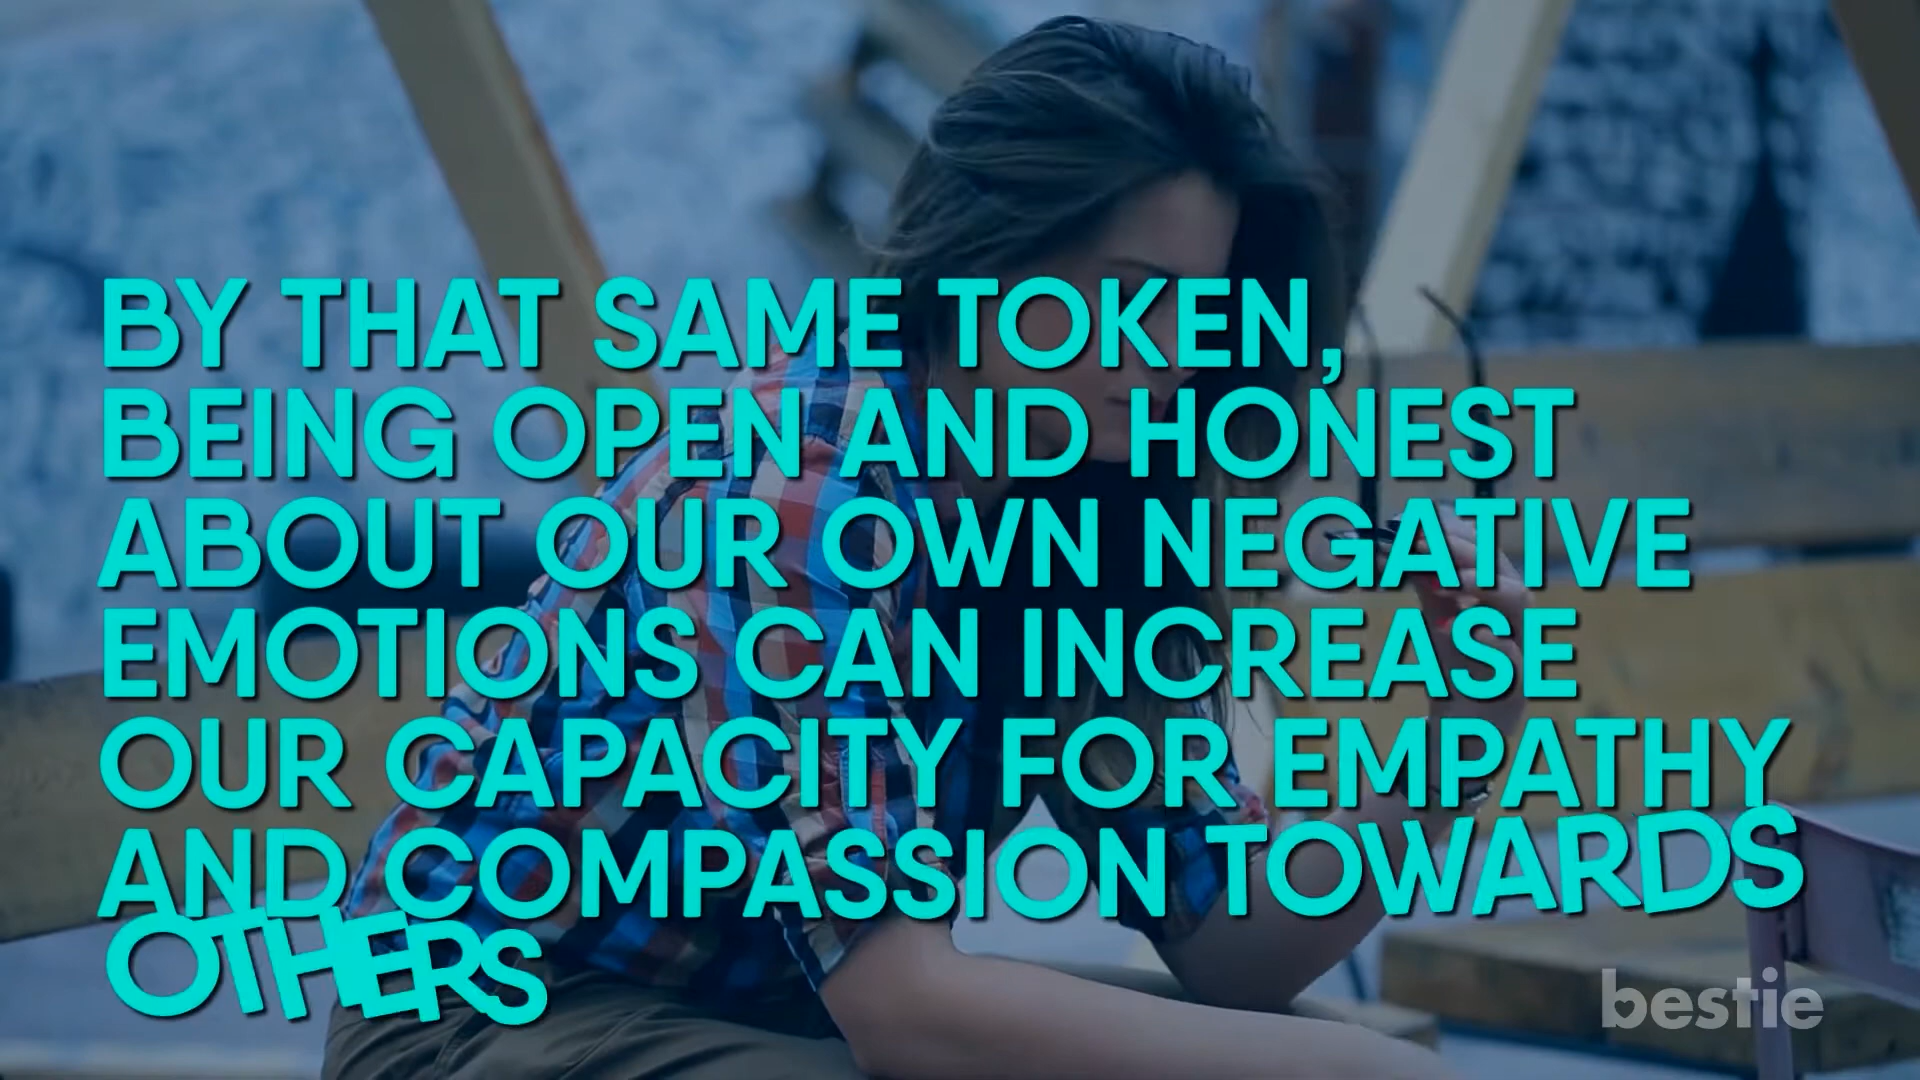 BY THAT SAME TOKEN,
BEING OPEN AND HONEST
ABOUT OUR OWN NEGATIVE
EMOTIONS CAN INCREASE
OUR CAPACITY FOR EMPATHY
AND COMPASSION TOWARDS
OTHERS
bestie